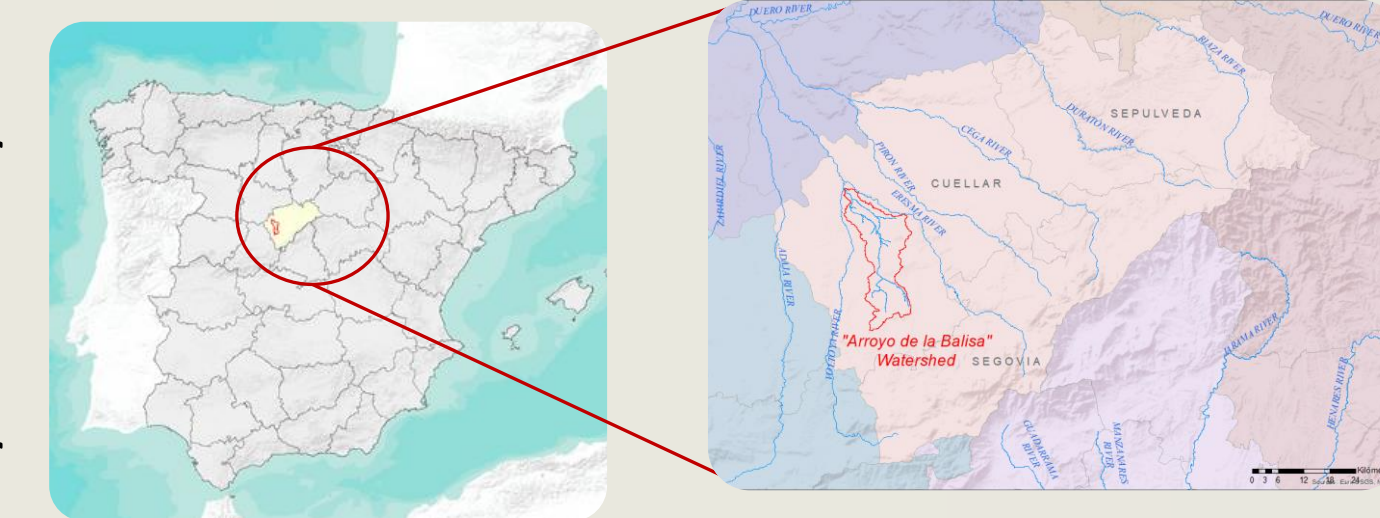 DUERO RIVER
DUERO RIVER
RIAZA RIVER
SEPULVEDA
DURATON RIVER
CEGA RIVER
PIRON RIVER
CUELLAR
ERESMA RIVER
ZAPARDIEL RIVER
ADAJA RIVER
VOLTOYA RIVER
"Arroyo de la Balisa"
Watershed
SEGOVIA
JARAMA RIVER
HENARES RIVER
GUADARRAMA
RIVER
MANZANARES
RIVER
0 3 6 12 18 24